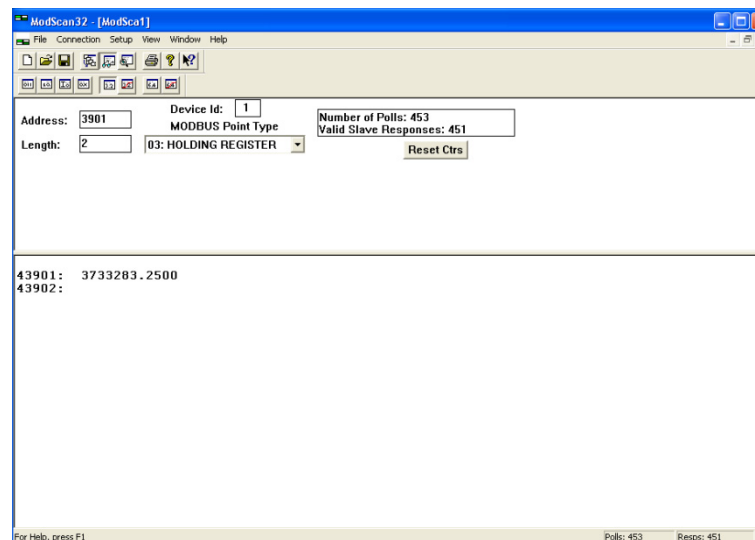 ModScan32 - [ModSca1]
File Connection Setup View Window Help
Address: 3901
Device Id: 1
MODBUS Point Type
Length: 2
03: HOLDING REGISTER
Number of Polls: 453
Valid Slave Responses: 451
Reset Ctrs
43901: 3733283.2500
43902:
For Help, press F1
Polls: 453
Resps: 451